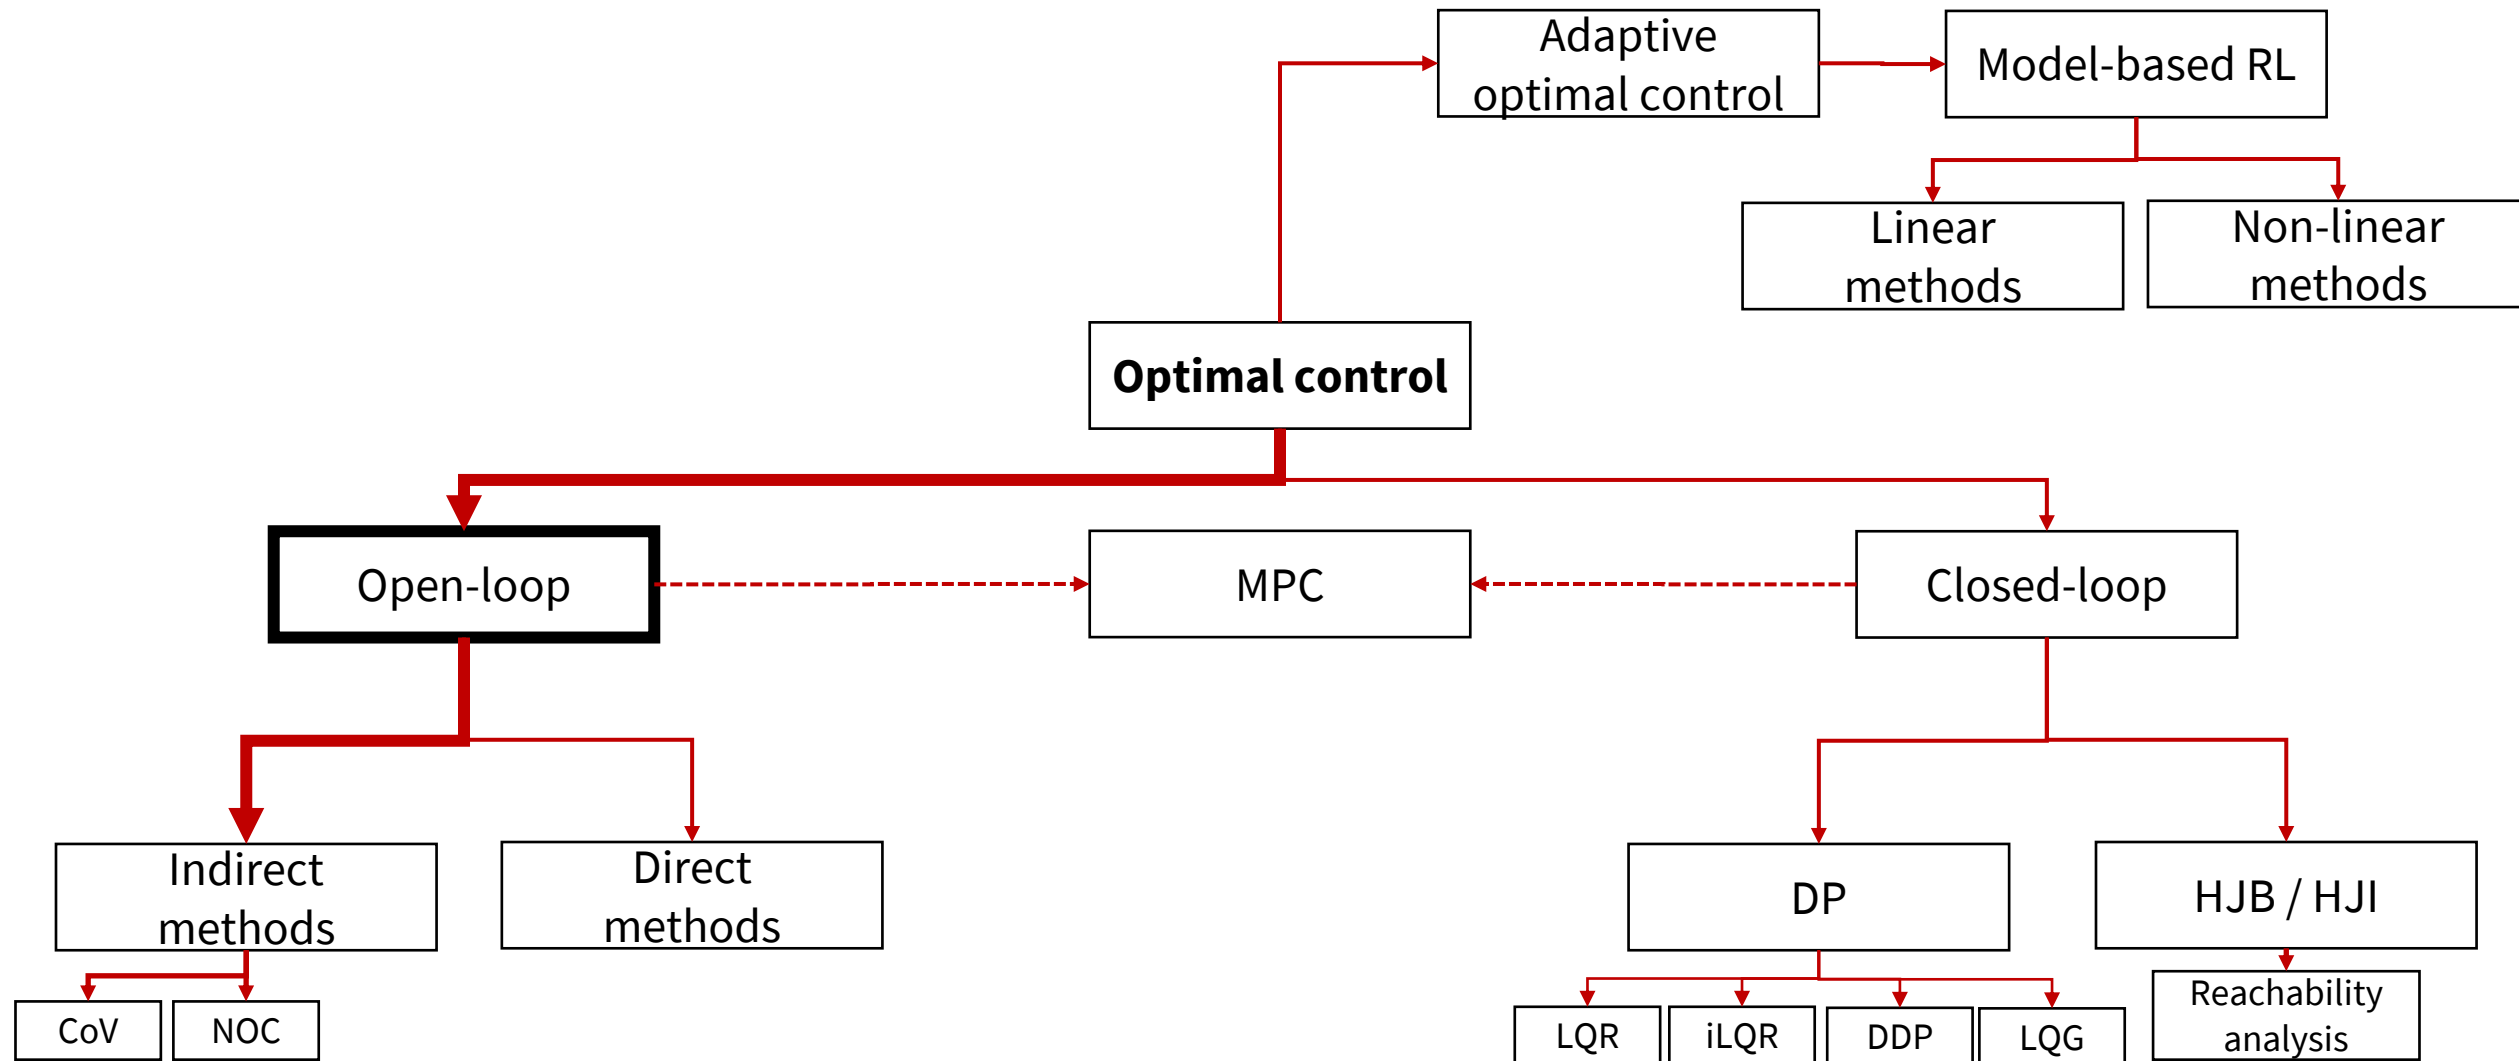 Adaptive
optimal control
Model-based RL
Linear
methods
Non-linear
methods
Optimal control
Open-loop
MPC
Closed-loop
Indirect
methods
Direct
methods
DP
HJB / HJI
CoV
NOC
LQR
iLQR
DDP
LQG
Reachability
analysis